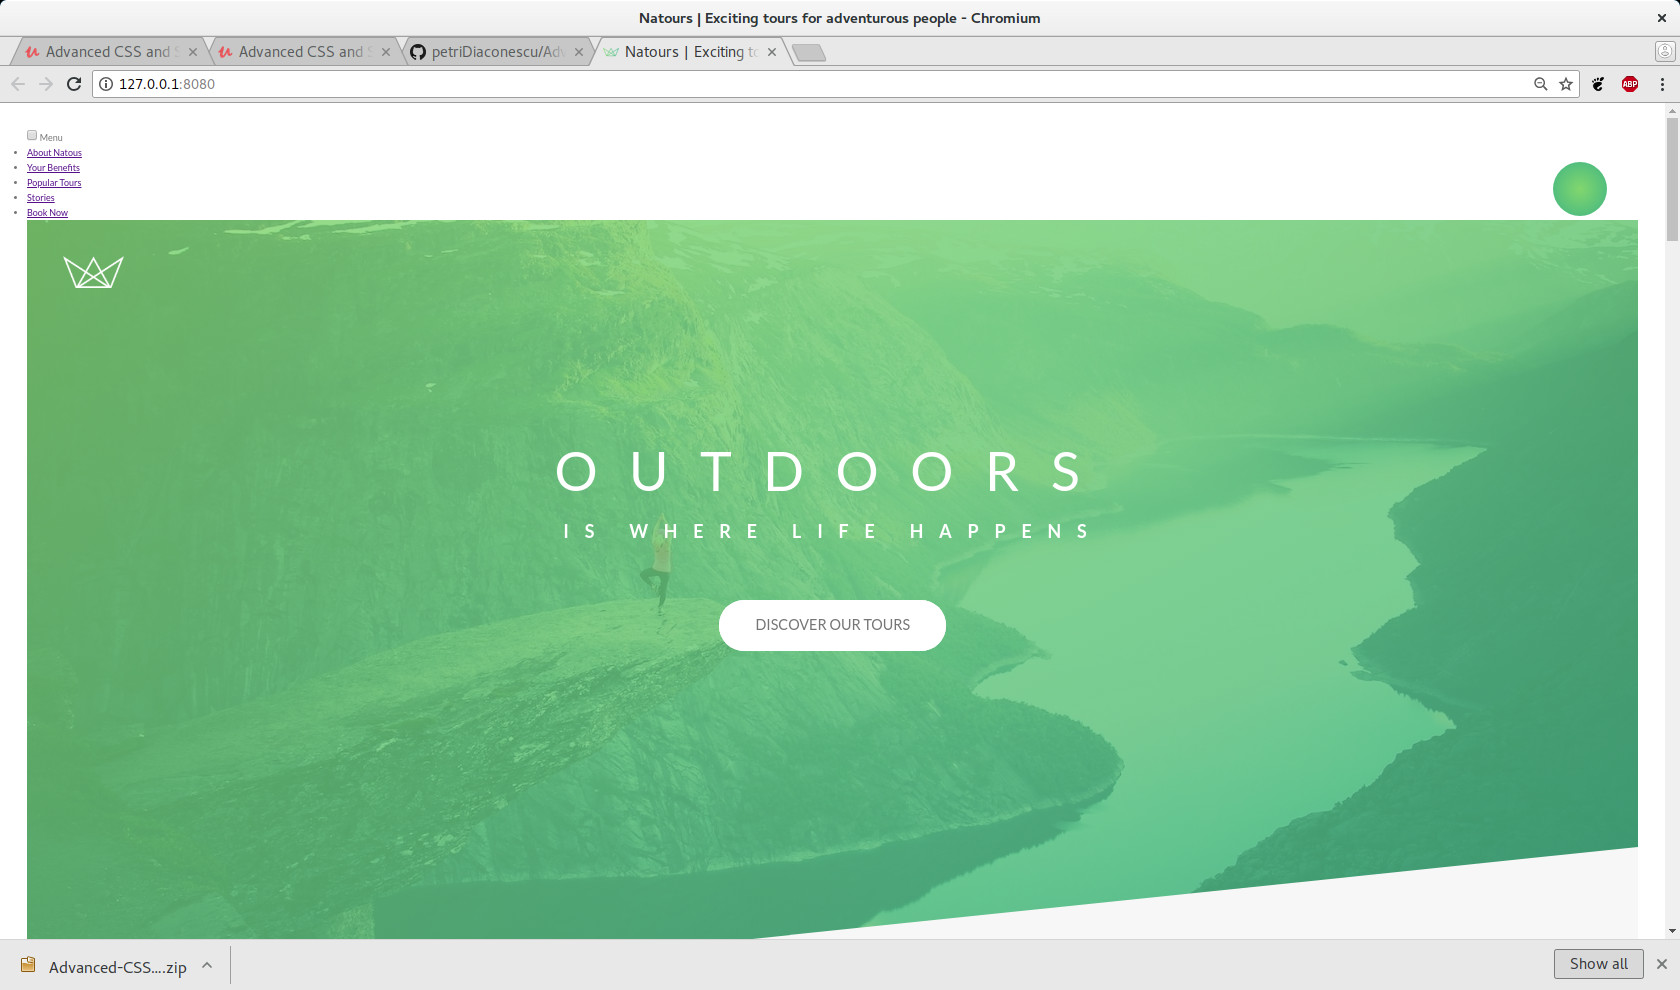 Natours | Exciting tours for adventurous people - Chromium
Advanced CSS and S
Advanced CSS and S
petriDiaconescu/Adv
Natours | Exciting to
127.0.0.1:8080
ABP
Menu
About Natous
Your Benefits
Popular Tours
Stories
Book Now
OUTDOORS
IS WHERE LIFE HAPPENS
DISCOVER OUR TOURS
Advanced-CSS....zip
Show all